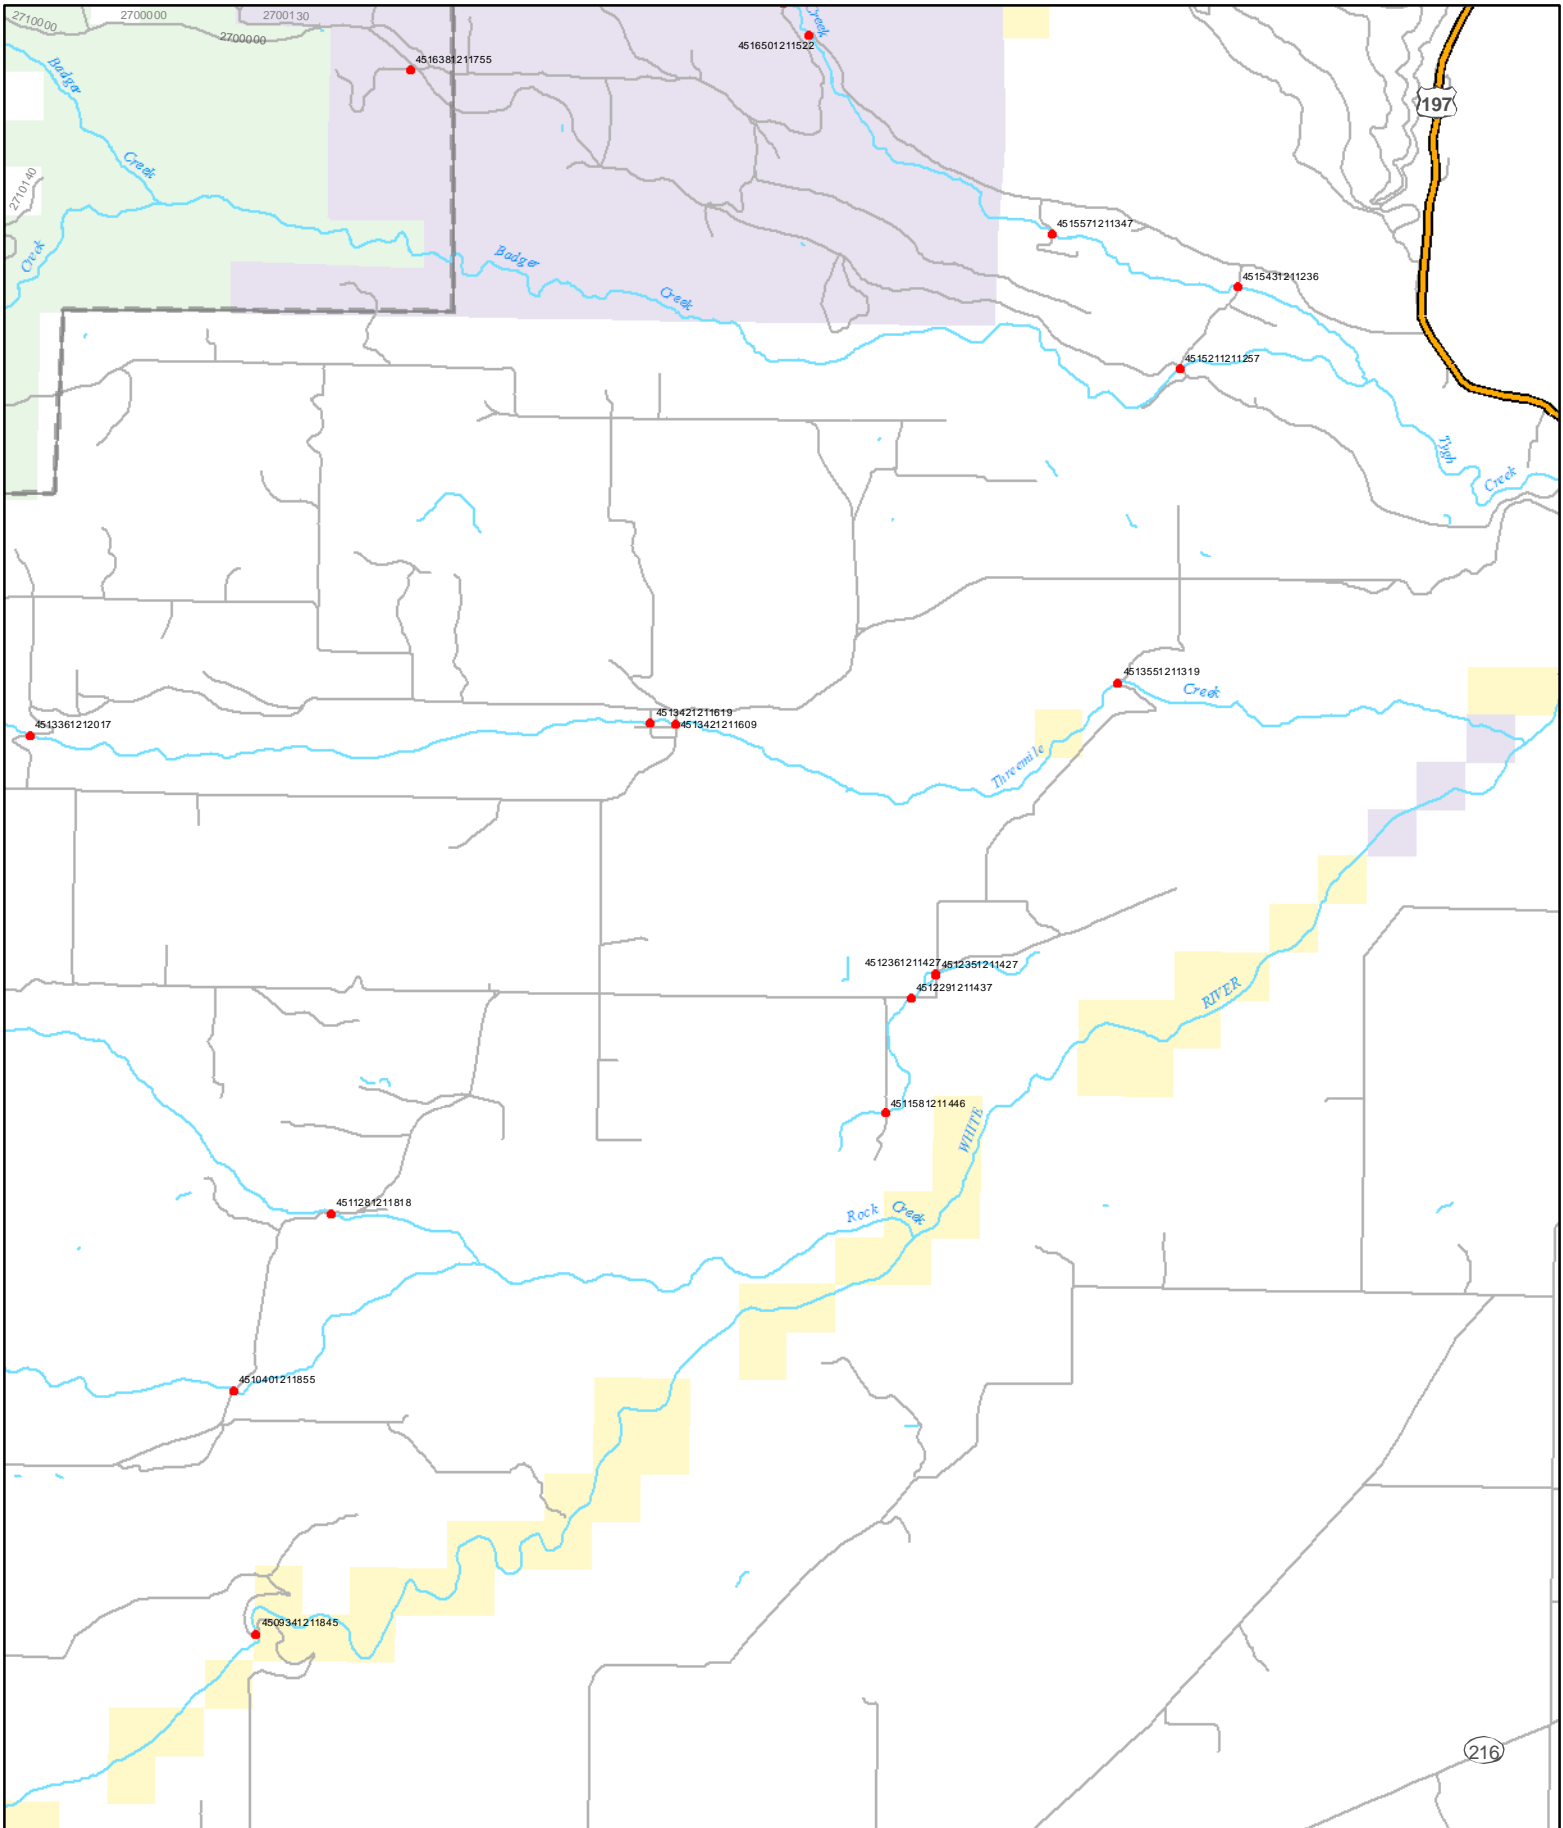 2710000
2700000
2700130
2700000
Creek
4516501211522
4516381211755
Badger
197
Creek
2710140
4515571211347
Creek
Badger
4515431211236
Creek
4515211211257
Tygh
Creek
4513551211319
Creek
4513421211619
4513421211609
4513361212017
Threemile
4512361211427
4512351211427
4512291211437
RIVER
4511581211446
WHITE
4511281211818
Rock Creek
4510401211855
4509341211845
216